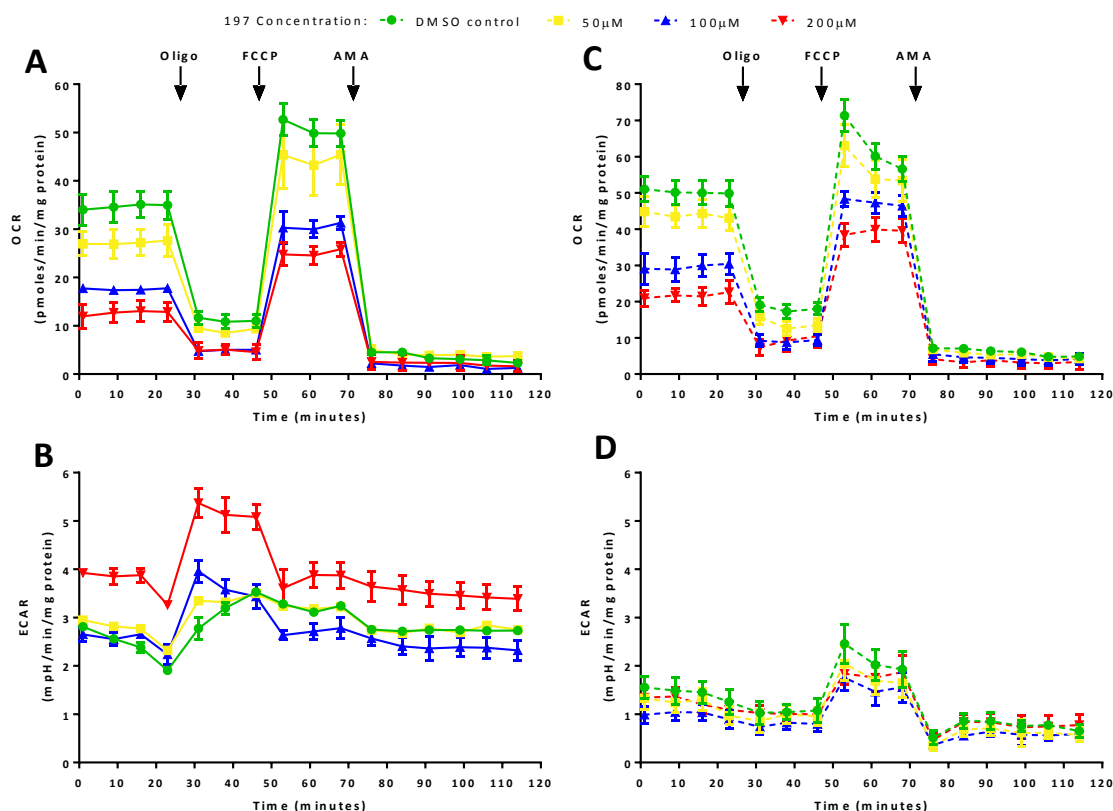 197 Concentration: DMSO control 50μM 100μM 200μM
A
Oligo FCCP AMA
60
50
40
30
20
10
0
OCR
(pmoles/min/mg protein)
0 10 20 30 40 50 60 70 80 90 100 110 120
Time (minutes)
C
Oligo FCCP AMA
80
70
60
50
40
30
20
10
0
OCR
(pmoles/min/mg protein)
0 10 20 30 40 50 60 70 80 90 100 110 120
Time (minutes)
B
6
5
4
3
2
1
0
ECAR
(mpH/min/mg protein)
0 10 20 30 40 50 60 70 80 90 100 110 120
Time (minutes)
D
6
5
4
3
2
1
0
ECAR
(mpH/min/mg protein)
0 10 20 30 40 50 60 70 80 90 100 110 120
Time (minutes)